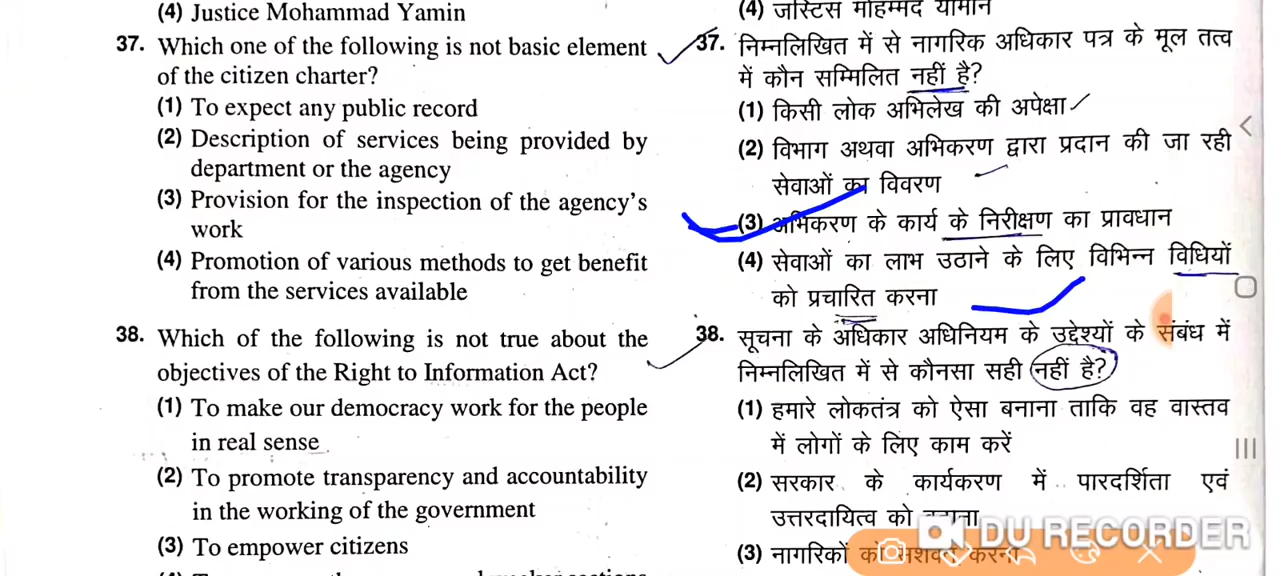 (4) Justice Mohammad Yamin
37. Which one of the following is not basic element
of the citizen charter?
(1) To expect any public record
(2) Description of services being provided by
department or the agency
(3) Provision for the inspection of the agency's
work
(4) Promotion of various methods to get benefit
from the services available
38. Which of the following is not true about the
objectives of the Right to Information Act?
(1) To make our democracy work for the people
in real sense
(2) To promote transparency and accountability
in the working of the government
(3) To empower citizens
(4) जस्टिस मोहम्मद यामीन
37. निम्नलिखित में से नागरिक अधिकार पत्र के मूल तत्व
में कौन सम्मिलित नहीं है?
(1) किसी लोक अभिलेख की अपेक्षा
(2) विभाग अथवा अभिकरण द्वारा प्रदान की जा रही
सेवाओं का विवरण
(3) अभिकरण के कार्य के निरीक्षण का प्रावधान
(4) सेवाओं का लाभ उठाने के लिए विभिन्न विधियों
को प्रचारित करना
38. सूचना के अधिकार अधिनियम के उद्देश्यों के संबंध में
निम्नलिखित में से कौनसा सही नहीं है?
(1) हमारे लोकतंत्र को ऐसा बनाना ताकि वह वास्तव
में लोगों के लिए काम करें
(2) सरकार के कार्यकरण में पारदर्शिता एवं
उत्तरदायित्व को
(3) नागरिकों को सशक्त करना
DU RECORDER